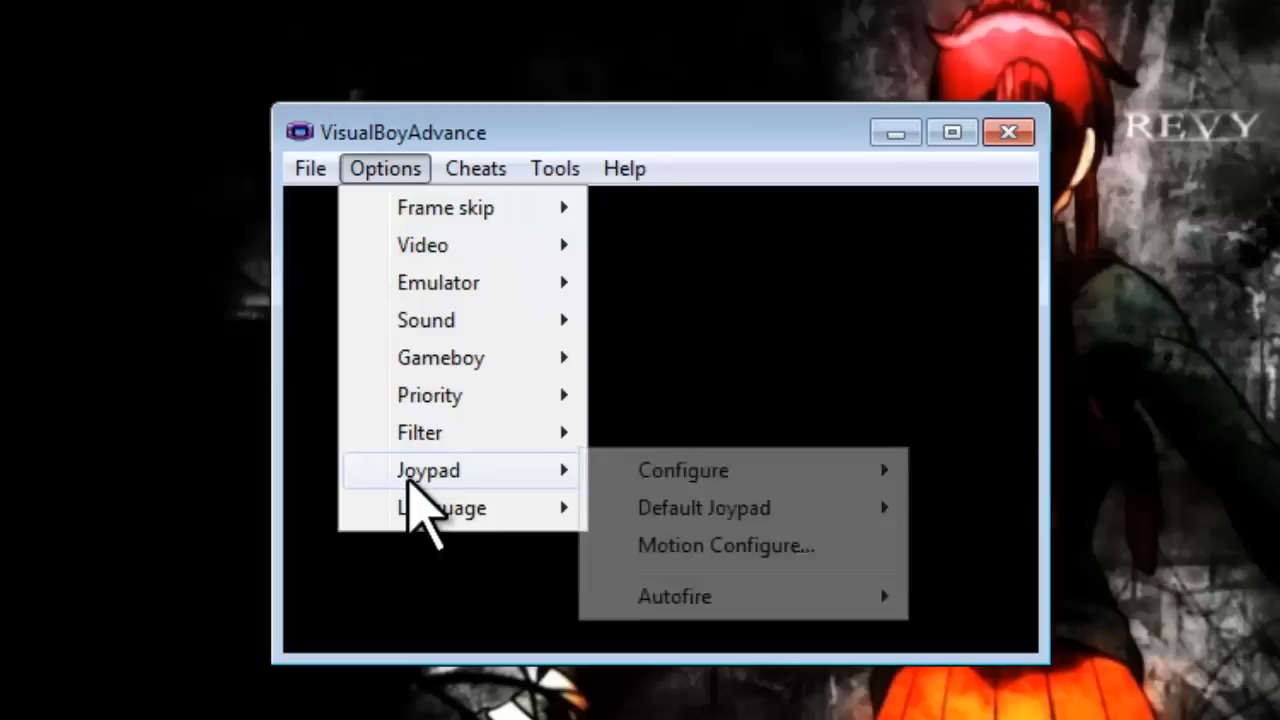 REVY
VisualBoyAdvance
File Options Cheats Tools Help
Frame skip
Video
Emulator
Sound
Gameboy
Priority
Filter
Joypad
Configure
Default Joypad
Motion Configure...
Autofire